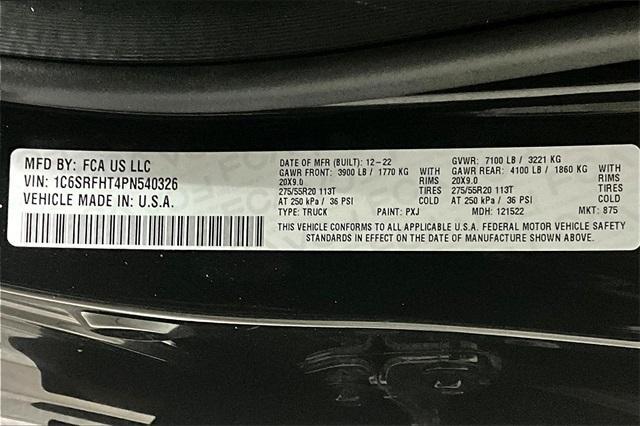 MFD BY: FCA US LLC
VIN: 1C6SRFHT4PN540326
VEHICLE MADE IN: U.S.A.
DATE OF MFR (BUILT): 12-22 GVWR: 7100 LB / 3221 KG
GAWR FRONT: 3900 LB / 1770 KG WITH GAWR REAR: 4100 LB / 1860 KG WITH
20X9.0 RIMS 20X9.0 RIMS
275/55R20 113T TIRES 275/55R20 113T TIRES
AT 250 kPa / 36 PSI COLD AT 250 kPa / 36 PSI COLD
TYPE: TRUCK PAINT: PXJ MDH: 121522 MKT: 875
THIS VEHICLE CONFORMS TO ALL APPLICABLE U.S.A. FEDERAL MOTOR VEHICLE SAFETY
STANDARDS IN EFFECT ON THE DATE OF MANUFACTURE SHOWN ABOVE.